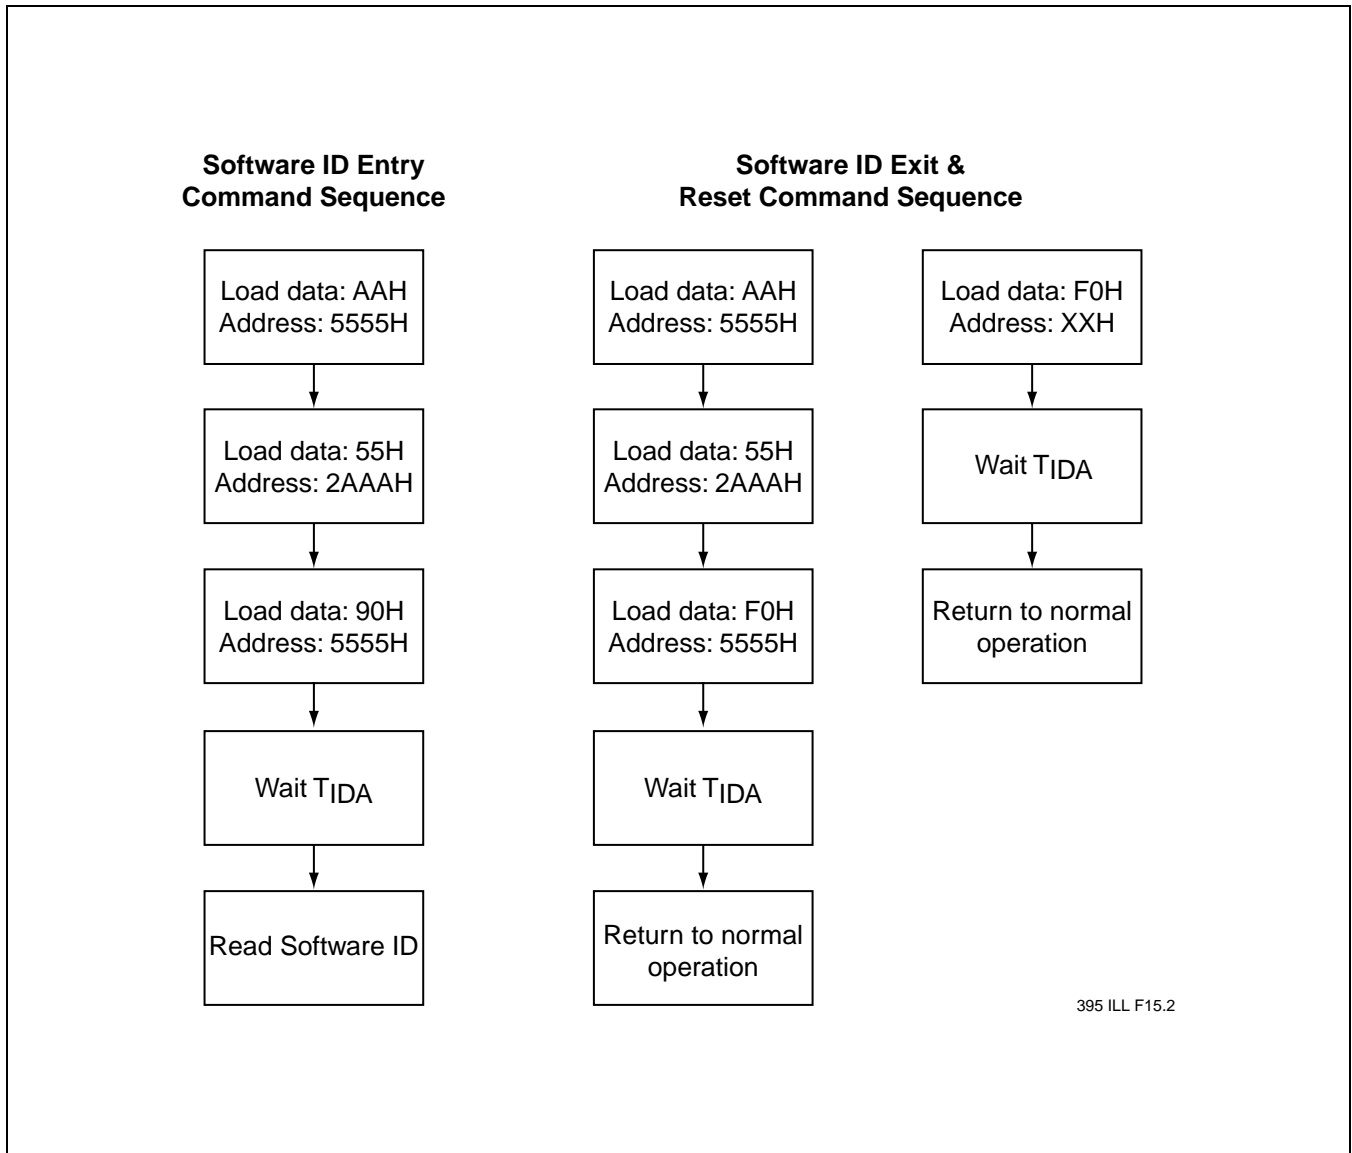 Software ID Entry
Command Sequence
Load data: AAH
Address: 5555H
Load data: 55H
Address: 2AAAH
Load data: 90H
Address: 5555H
Wait TIDA
Read Software ID
Software ID Exit &
Reset Command Sequence
Load data: AAH
Address: 5555H
Load data: 55H
Address: 2AAAH
Load data: F0H
Address: 5555H
Wait TIDA
Return to normal
operation
Load data: F0H
Address: XXH
Wait TIDA
Return to normal
operation
395 ILL F15.2